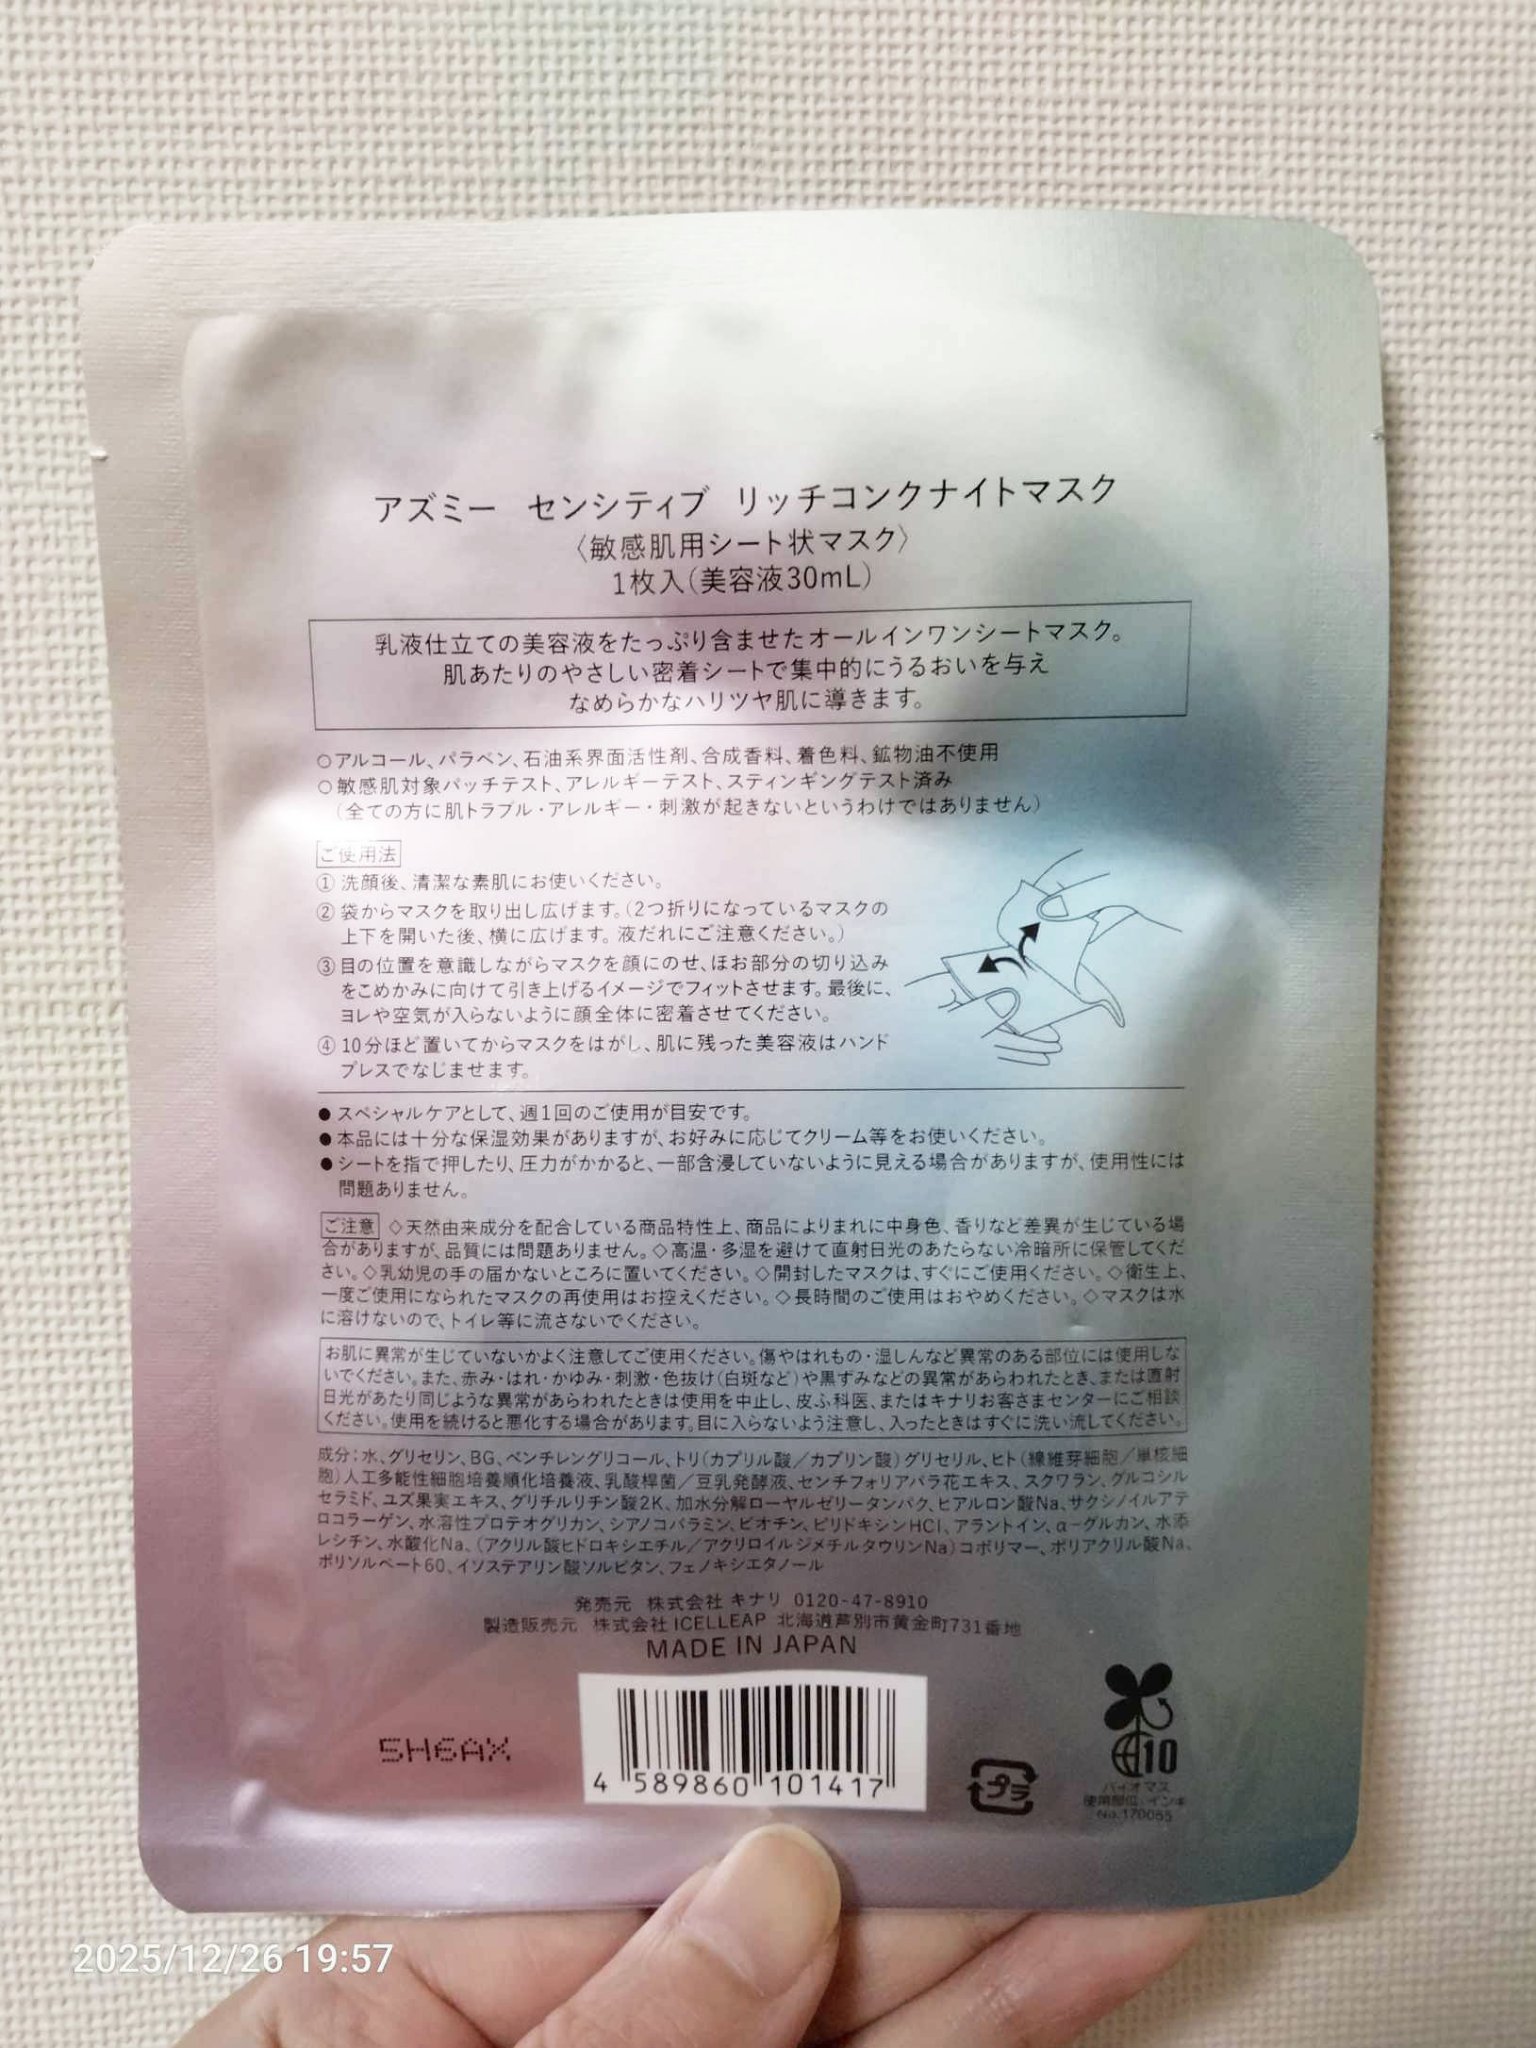 アズミー センシティブ リッチコンクナイトマスク
〈敏感肌用シート状マスク〉
1枚入(美容液30mL)
乳液仕立ての美容液をたっぷり含ませたオールインワンシートマスク。
肌あたりのやさしい密着シートで集中的にうるおいを与え
なめらかなハリツヤ肌に導きます。
○アルコール、パラベン、石油系界面活性剤、合成香料、着色料、鉱物油不使用
○敏感肌対象パッチテスト、アレルギーテスト、スティンギングテスト済み
(全ての方に肌トラブル・アレルギー・刺激が起きないというわけではありません)
ご使用法
① 洗顔後、清潔な素肌にお使いください。
② 袋からマスクを取り出し広げます。(2つ折りになっているマスクの
上下を開いた後、横に広げます。液だれにご注意ください。)
③ 目の位置を意識しながらマスクを顔にのせ、ほお部分の切り込み
をこめかみに向けて引き上げるイメージでフィットさせます。最後に、
ヨレや空気が入らないように顔全体に密着させてください。
④ 10分ほど置いてからマスクをはがし、肌に残った美容液はハンド
プレスでなじませます。
● スペシャルケアとして、週1回のご使用が目安です。
● 本品には十分な保湿効果がありますが、お好みに応じてクリーム等をお使いください。
● シートを指で押したり、圧力がかかると、一部含浸していないように見える場合がありますが、使用性には
問題ありません。
ご注意 ◇天然由来成分を配合している商品特性上、商品によりまれに中身色、香りなど差異が生じている場
合がありますが、品質には問題ありません。◇高温・多湿を避けて直射日光のあたらない冷暗所に保管してくだ
さい。◇乳幼児の手の届かないところに置いてください。◇開封したマスクは、すぐにご使用ください。◇衛生上、
一度ご使用になられたマスクの再使用はお控えください。◇長時間のご使用はおやめください。◇マスクは水
に溶けないので、トイレ等に流さないでください。
お肌に異常が生じていないかよく注意してご使用ください。傷やはれもの・湿しんなど異常のある部位には使用しな
いでください。また、赤み・はれ・かゆみ・刺激・色抜け(白斑など)や黒ずみなどの異常があらわれたとき、または直射
日光があたり同じような異常があらわれたときは使用を中止し、皮ふ科医、またはキナリお客さまセンターにご相談
ください。使用を続けると悪化する場合があります。目に入らないよう注意し、入ったときはすぐに洗い流してください。
成分:水、グリセリン、BG、ペンチレングリコール、トリ(カプリル酸/カプリン酸)グリセリル、ヒト(線維芽細胞/単核細
胞)人工多能性細胞培養順化培養液、乳酸桿菌/豆乳発酵液、センチフォリアバラ花エキス、スクワラン、グルコシル
セラミド、ユズ果実エキス、グリチルリチン酸2K、加水分解ローヤルゼリータンパク、ヒアルロン酸Na、サクシノイルアテ
ロコラーゲン、水溶性プロテオグリカン、シアノコバラミン、ビオチン、ピリドキシンHCl、アラントイン、α-グルカン、水添
レシチン、水酸化Na、(アクリル酸ヒドロキシエチル/アクリロイルジメチルタウリンNa)コポリマー、ポリアクリル酸Na、
ポリソルベート60、イソステアリン酸ソルビタン、フェノキシエタノール
発売元 株式会社 キナリ 0120-47-8910
製造販売元 株式会社 ICELLEAP 北海道芦別市黄金町731番地
MADE IN JAPAN
5H6AX
4 589860 101417
プラ
10
バイオマス
使用部位:インキ
No.170055
2025/12/26 19:57